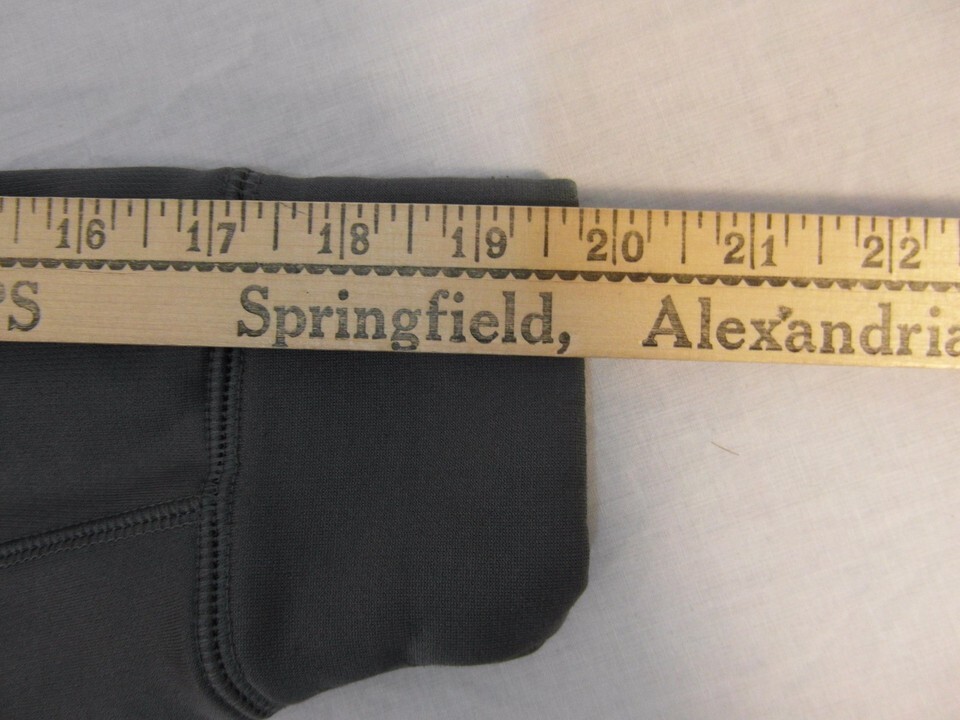 16 17 18 19 20 21 22
Springfield, Alexandria